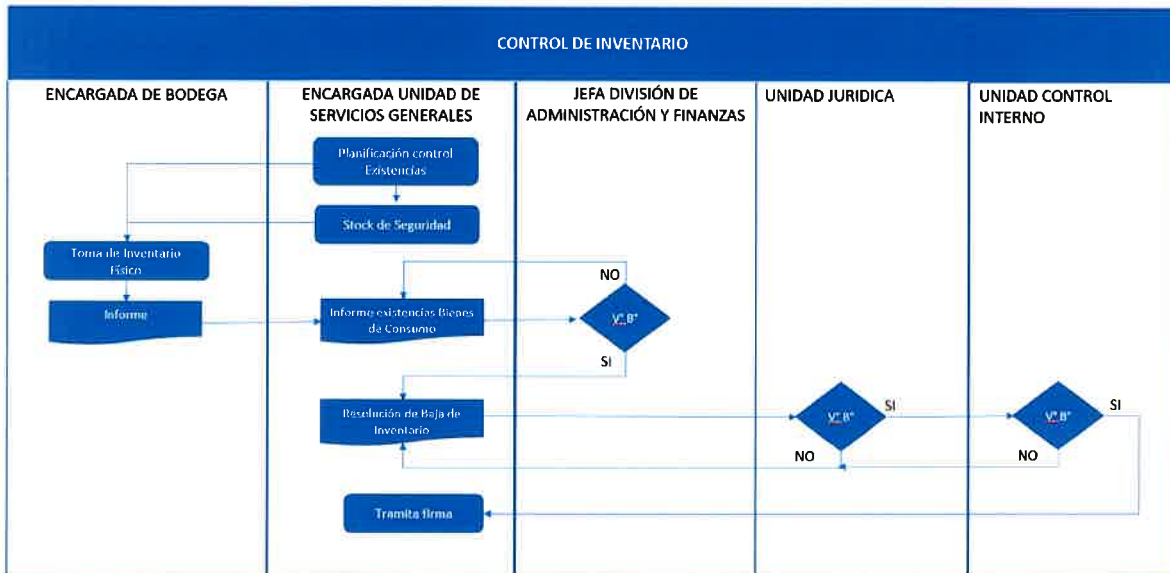 CONTROL DE INVENTARIO
ENCARGADA DE BODEGA
ENCARGADA UNIDAD DE
SERVICIOS GENERALES
JEFA DIVISIÓN DE
ADMINISTRACIÓN Y FINANZAS
UNIDAD JURIDICA
UNIDAD CONTROL
INTERNO
Planificación control
Existencias
Stock de Seguridad
Toma de Inventario
Físico
Informe
Informe existencias Bienes
de Consumo
NO
V° B°
SI
Resolución de Baja de
Inventario
V° B°
SI
NO
V° B°
SI
NO
Tramita firma